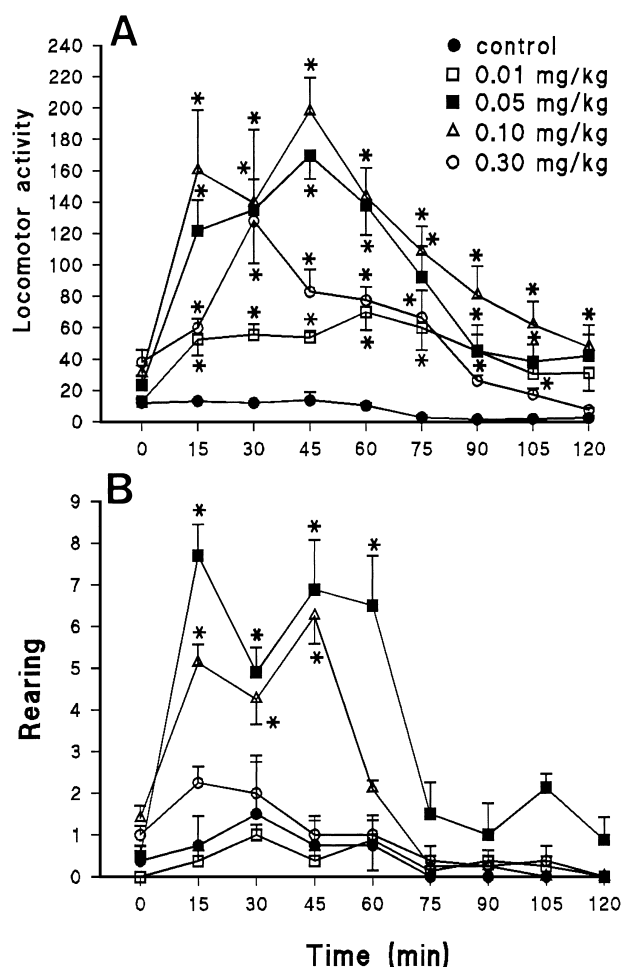 A
240
220
200
180
160
140
120
100
80
60
40
20
0
Locomotor activity
control
0.01 mg/kg
0.05 mg/kg
0.10 mg/kg
0.30 mg/kg
* * * * * * * * * * * * * * * * * * * * * * * *
0 15 30 45 60 75 90 105 120
B
9
8
7
6
5
4
3
2
1
0
Rearing
* * * * * * *
0 15 30 45 60 75 90 105 120
Time (min)